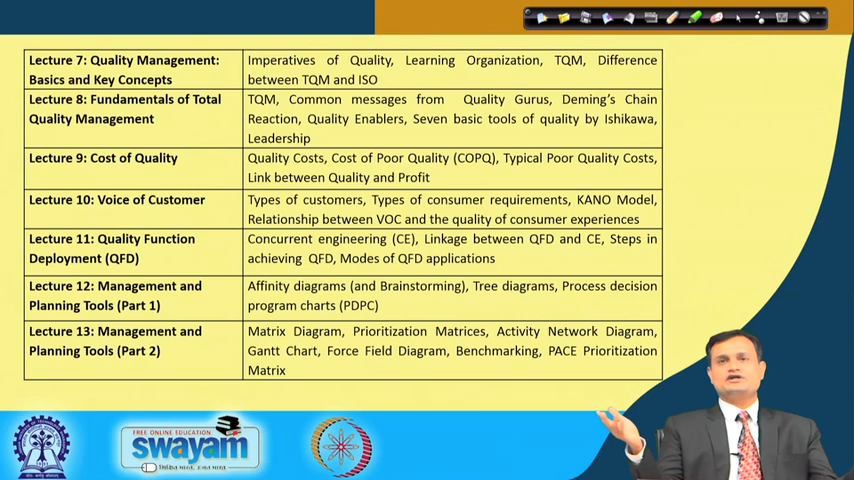 Lecture 7: Quality Management:
Basics and Key Concepts
Imperatives of Quality, Learning Organization, TQM, Difference
between TQM and ISO
Lecture 8: Fundamentals of Total
Quality Management
TQM, Common messages from Quality Gurus, Deming's Chain
Reaction, Quality Enablers, Seven basic tools of quality by Ishikawa,
Leadership
Lecture 9: Cost of Quality
Quality Costs, Cost of Poor Quality (COPQ), Typical Poor Quality Costs,
Link between Quality and Profit
Lecture 10: Voice of Customer
Types of customers, Types of consumer requirements, KANO Model,
Relationship between VOC and the quality of consumer experiences
Lecture 11: Quality Function
Deployment (QFD)
Concurrent engineering (CE), Linkage between QFD and CE, Steps in
achieving QFD, Modes of QFD applications
Lecture 12: Management and
Planning Tools (Part 1)
Affinity diagrams (and Brainstorming), Tree diagrams, Process decision
program charts (PDPC)
Lecture 13: Management and
Planning Tools (Part 2)
Matrix Diagram, Prioritization Matrices, Activity Network Diagram,
Gantt Chart, Force Field Diagram, Benchmarking, PACE Prioritization
Matrix
FREE ONLINE EDUCATION
swayam